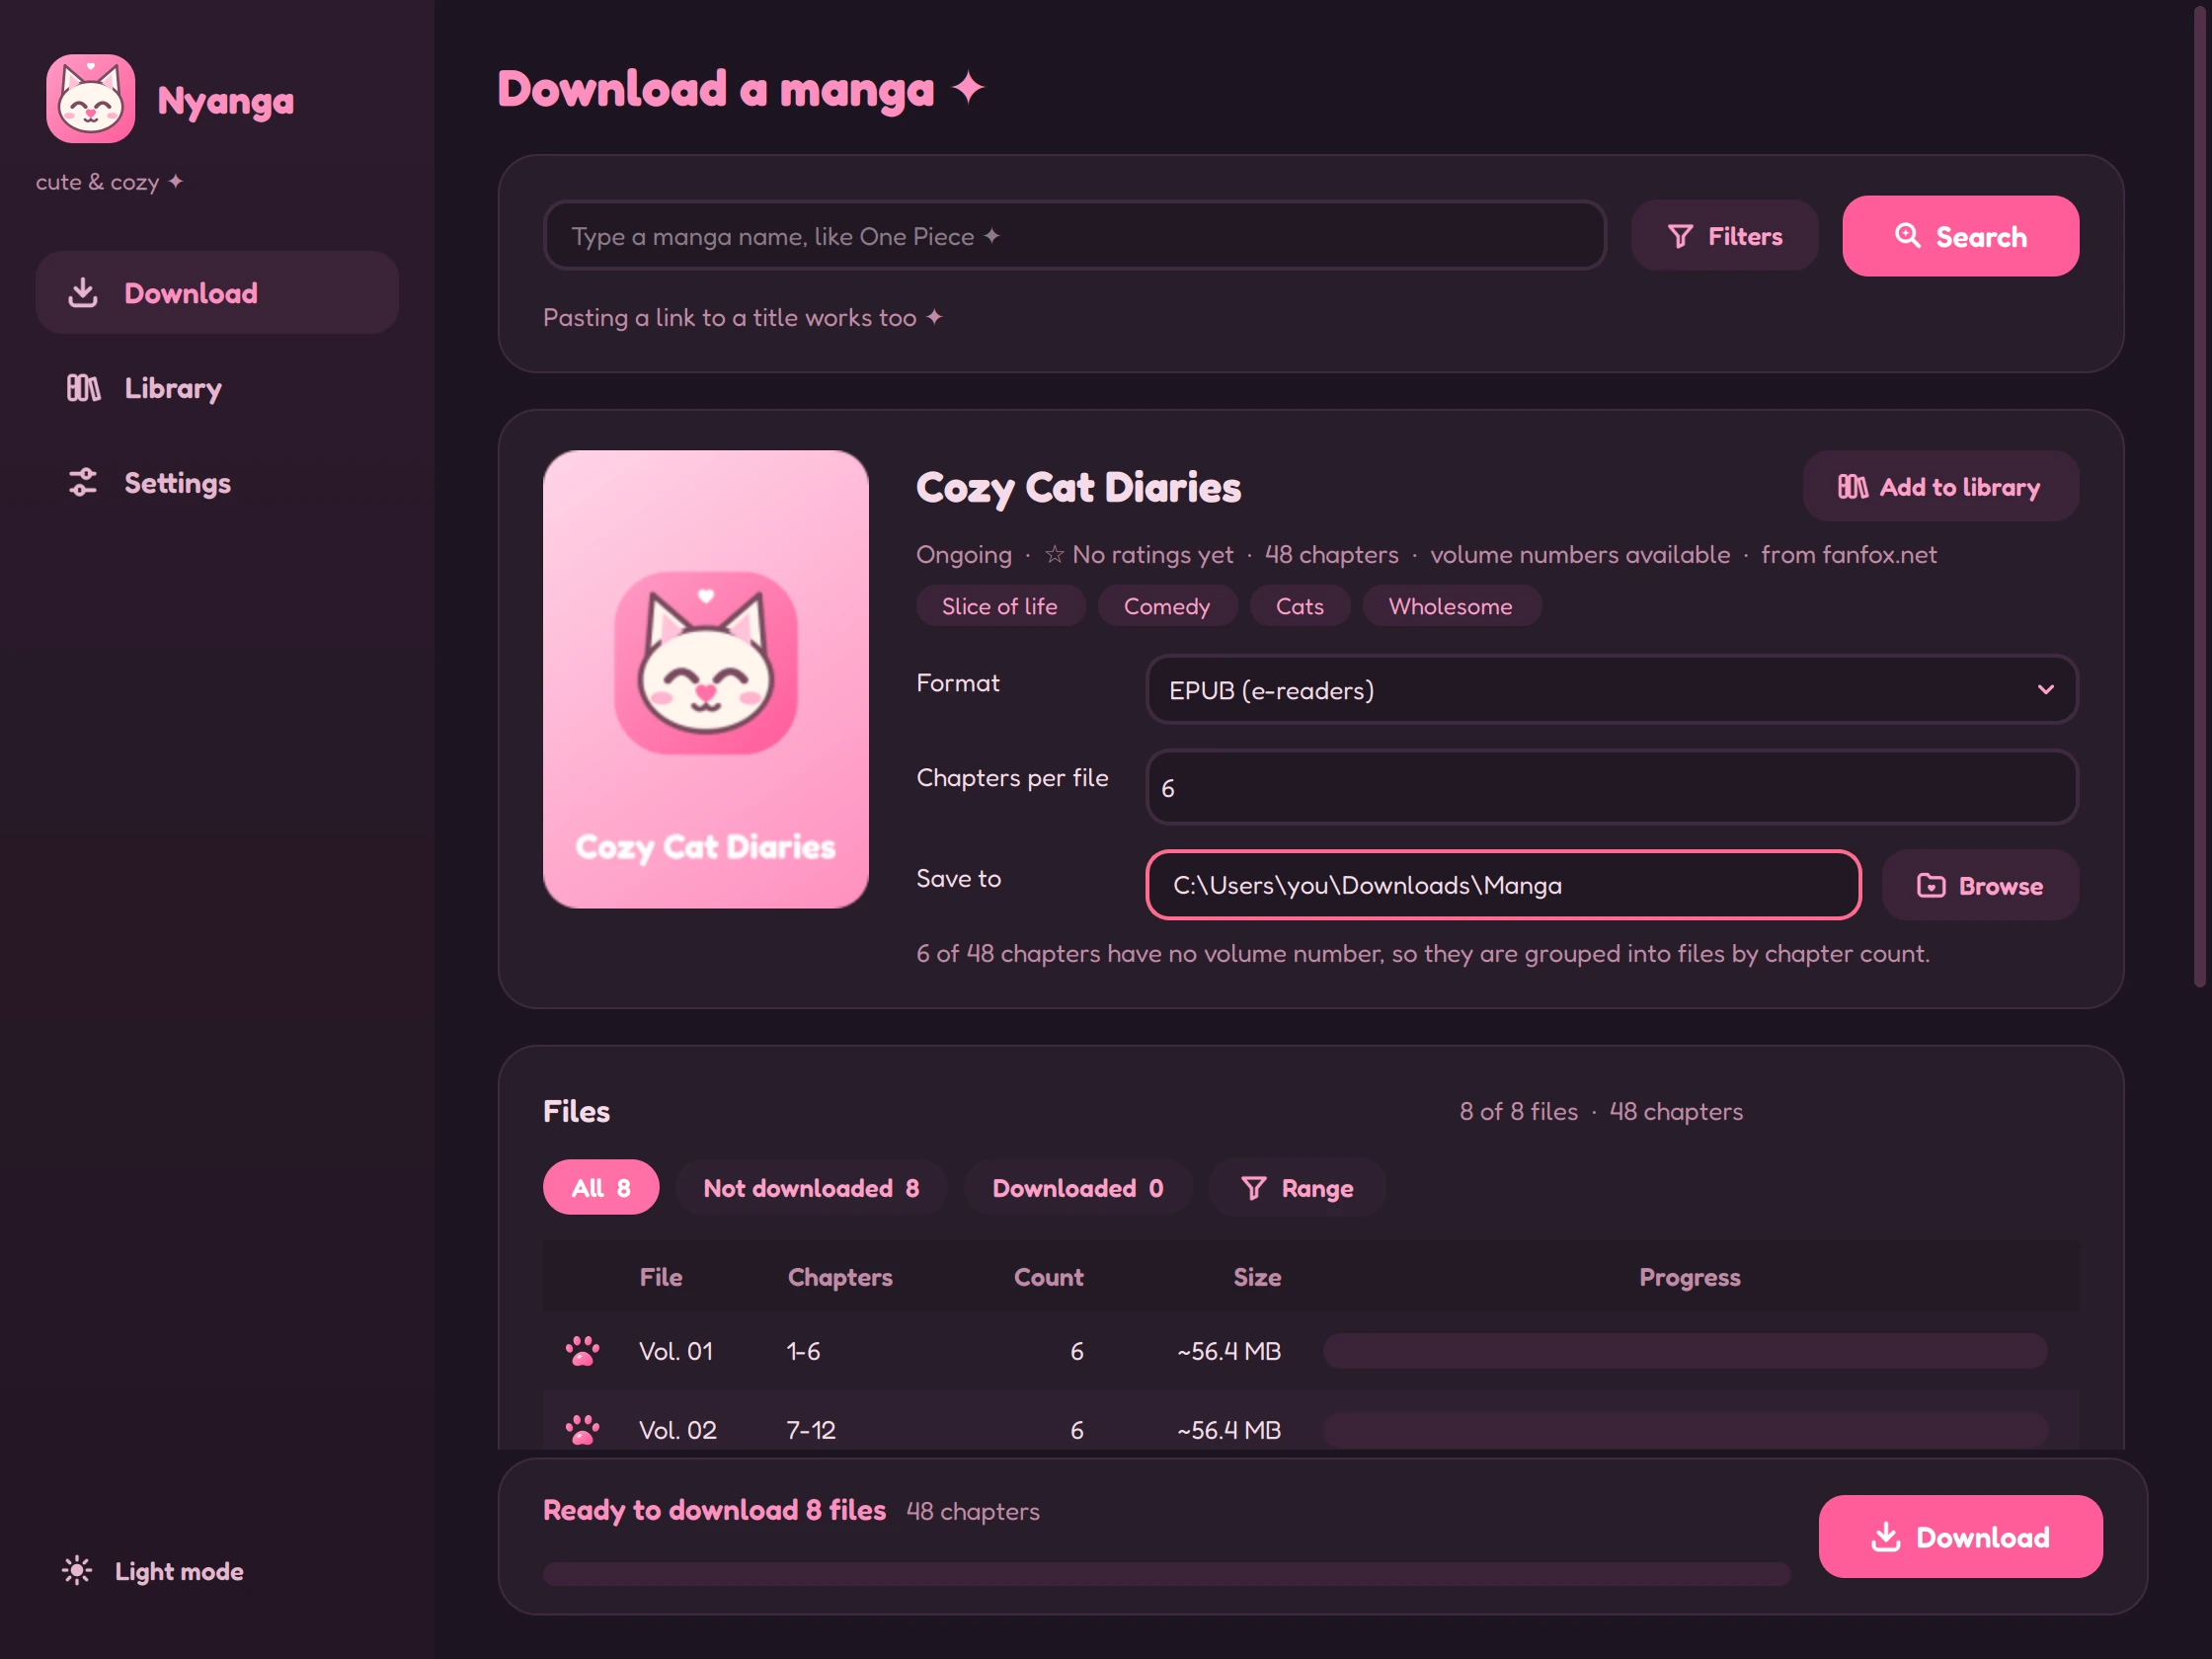 Nyanga
cute & cozy ✦
Download
Library
Settings
Light mode
Download a manga ✦
Type a manga name, like One Piece ✦
Filters
Search
Pasting a link to a title works too ✦
Cozy Cat Diaries
Cozy Cat Diaries
Add to library
Ongoing · ☆ No ratings yet · 48 chapters · volume numbers available · from fanfox.net
Slice of life Comedy Cats Wholesome
Format EPUB (e-readers)
Chapters per file 6
Save to C:\Users\you\Downloads\Manga Browse
6 of 48 chapters have no volume number, so they are grouped into files by chapter count.
Files 8 of 8 files · 48 chapters
All 8 Not downloaded 8 Downloaded 0 Range
File Chapters Count Size Progress
Vol. 01 1-6 6 ~56.4 MB
Vol. 02 7-12 6 ~56.4 MB
Ready to download 8 files 48 chapters
Download